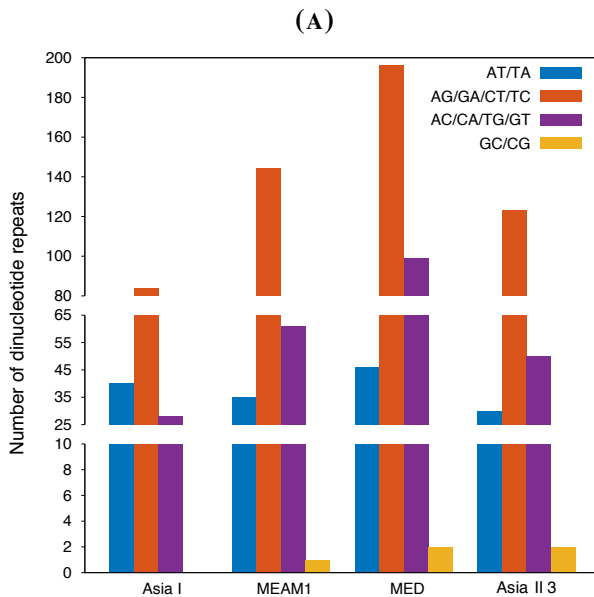 (A)
Number of dinucleotide repeats
200
180
160
140
120
100
80
65
55
45
35
25
10
8
6
4
2
0
AT/TA
AG/GA/CT/TC
AC/CA/TG/GT
GC/CG
Asia I MEAM1 MED Asia II 3